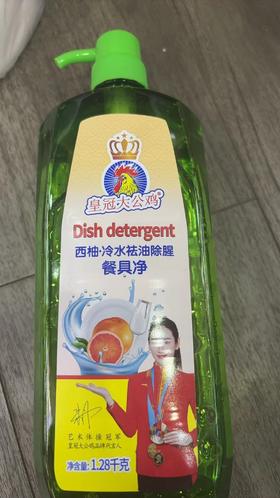 皇冠大公鸡®
Dish detergent
西柚·冷水祛油除腥
餐具净
艺术体操冠军
皇冠大公鸡品牌代言人
净含量:1.28千克